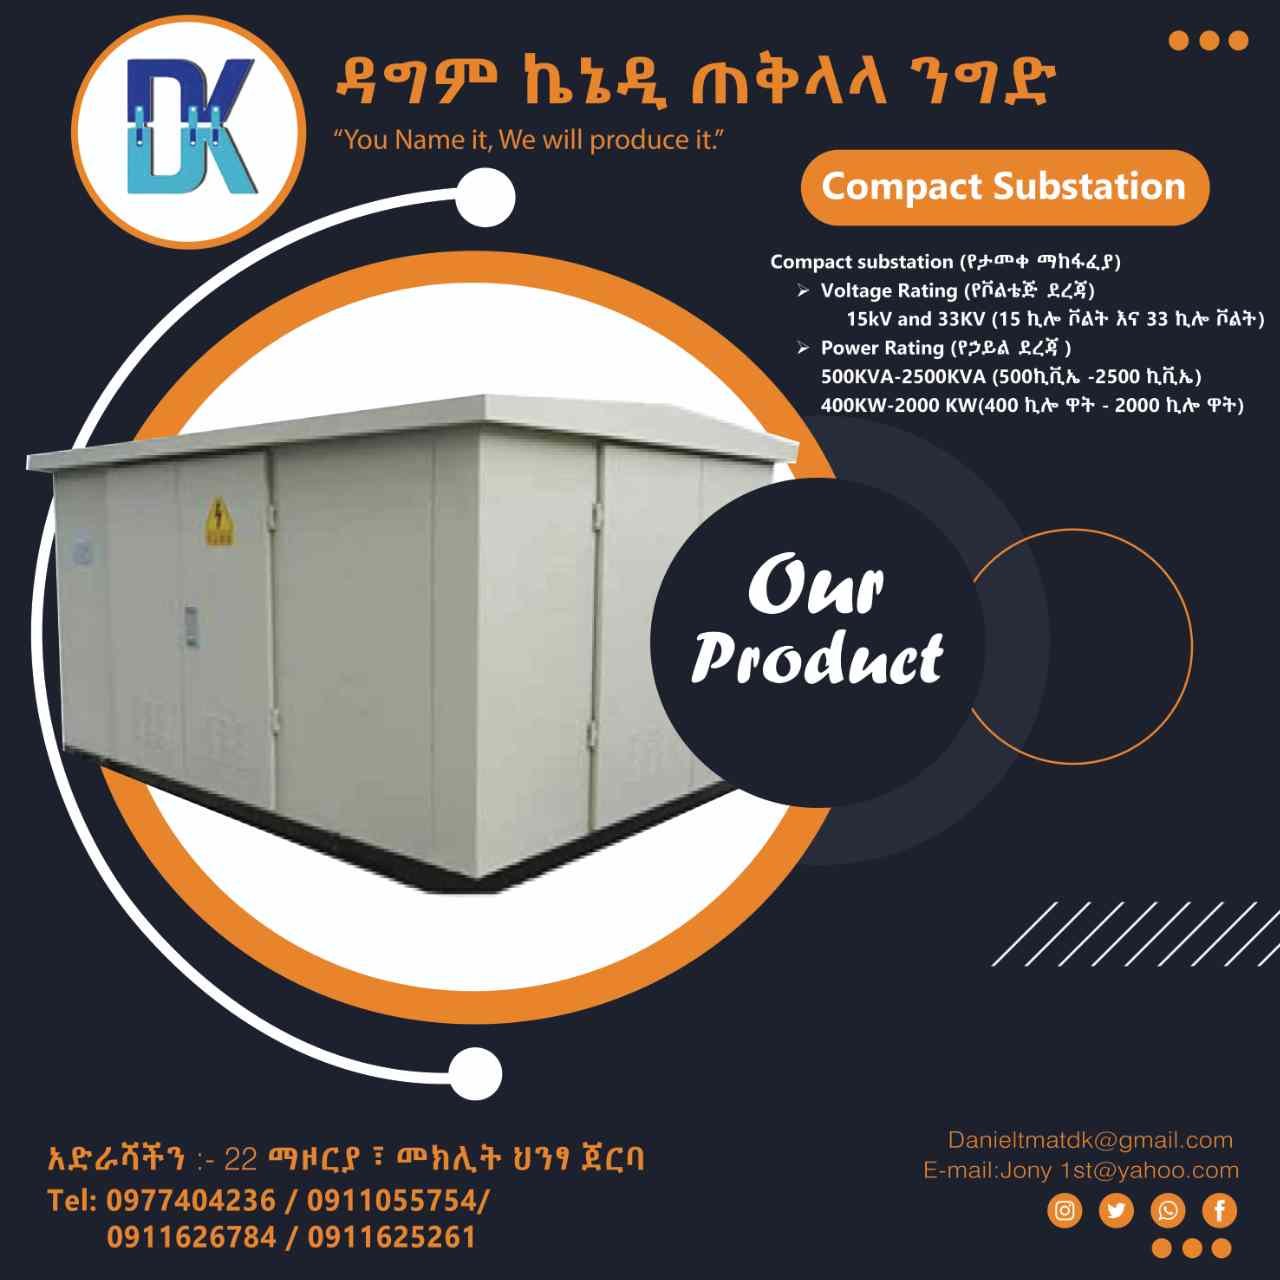 DK
ዳግም ኬኔዲ ጠቅላላ ንግድ
“You Name it, We will produce it.”
Compact Substation
Compact substation (የታመቀ ማከፋፈያ)
➢ Voltage Rating (የቮልቴጅ ደረጃ)
15kV and 33KV (15 ኪሎ ቮልት እና 33 ኪሎ ቮልት)
➢ Power Rating (የኃይል ደረጃ )
500KVA-2500KVA (500ኪቪኤ -2500 ኪቪኤ)
400KW-2000 KW(400 ኪሎ ዋት - 2000 ኪሎ ዋት)
Our
Product
አድራሻችን :- 22 ማዞርያ ፣ መክሊት ህንፃ ጀርባ
Tel: 0977404236 / 0911055754/
0911626784 / 0911625261
Danieltmatdk@gmail.com
E-mail:Jony 1st@yahoo.com